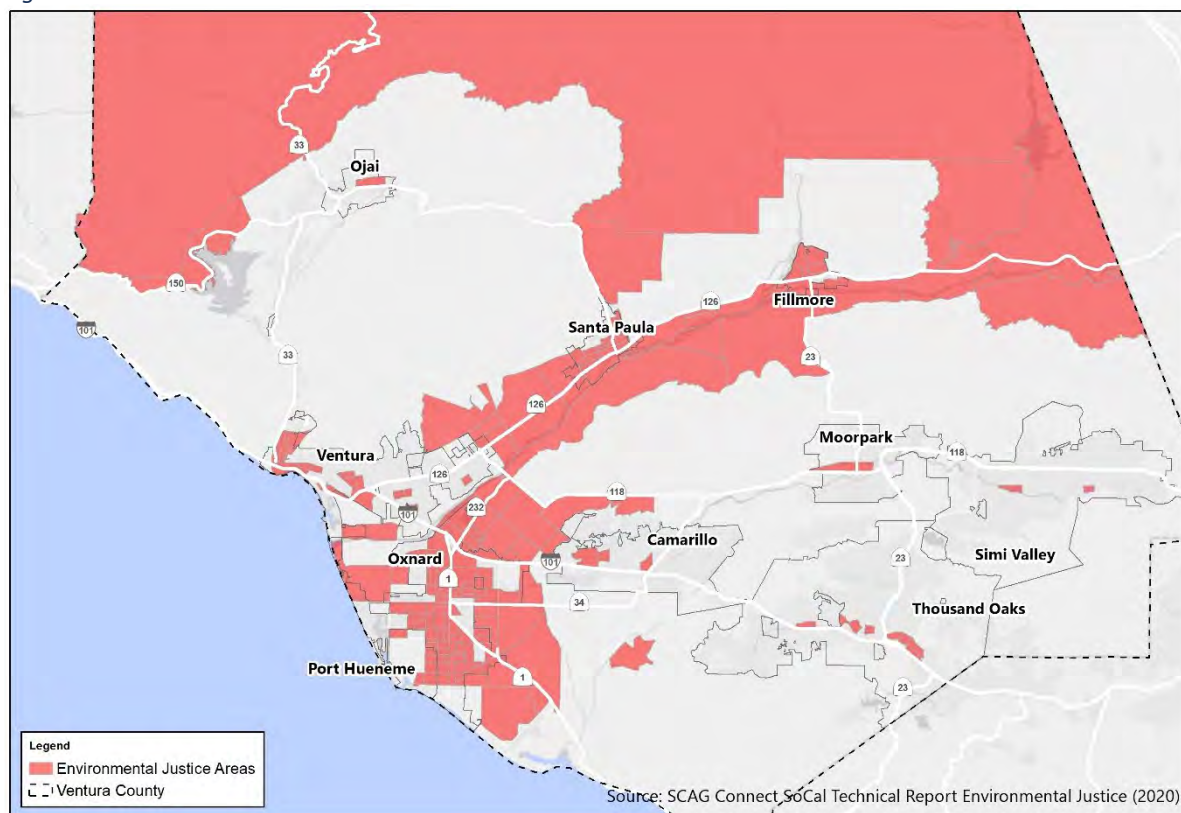 33
Ojai
150
126
Fillmore
Santa Paula
101
33
23
126
Moorpark
Ventura
118
126
118
232
101
Camarillo
Oxnard
101
23
Simi Valley
1
34
Thousand Oaks
Port Hueneme
1
23
Legend
Environmental Justice Areas
Ventura County
Source: SCAG Connect SoCal Technical Report Environmental Justice (2020)